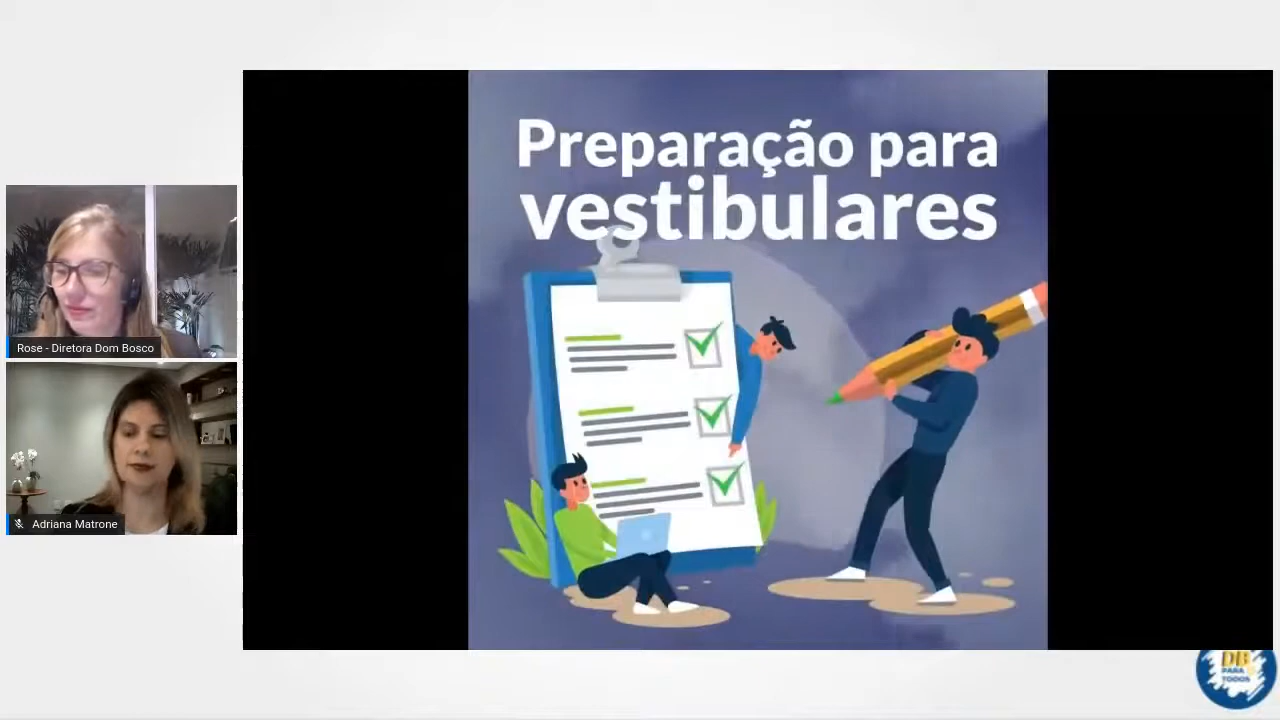 Preparação para
vestibulares
Rose - Diretora Dom Bosco
Adriana Matrone
DB
PARA
TODOS